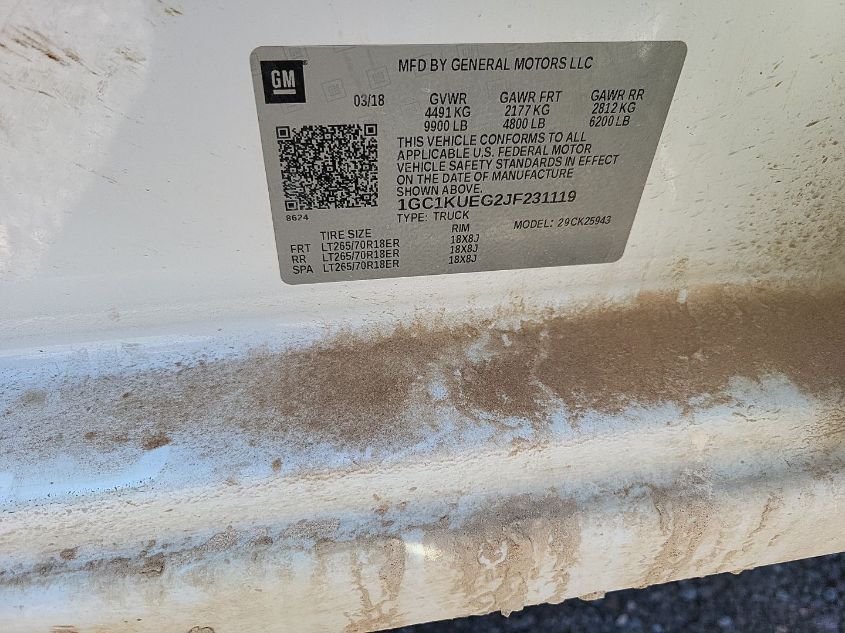 GM
MFD BY GENERAL MOTORS LLC
03/18 GVWR GAWR FRT GAWR RR
4491 KG 2177 KG 2812 KG
9900 LB 4800 LB 6200 LB
THIS VEHICLE CONFORMS TO ALL
APPLICABLE U.S. FEDERAL MOTOR
VEHICLE SAFETY STANDARDS IN EFFECT
ON THE DATE OF MANUFACTURE
SHOWN ABOVE.
1GC1KUEG2JF231119
8624
TYPE: TRUCK MODEL: 29CK25943
TIRE SIZE RIM
FRT LT265/70R18ER 18X8J
RR LT265/70R18ER 18X8J
SPA LT265/70R18ER 18X8J